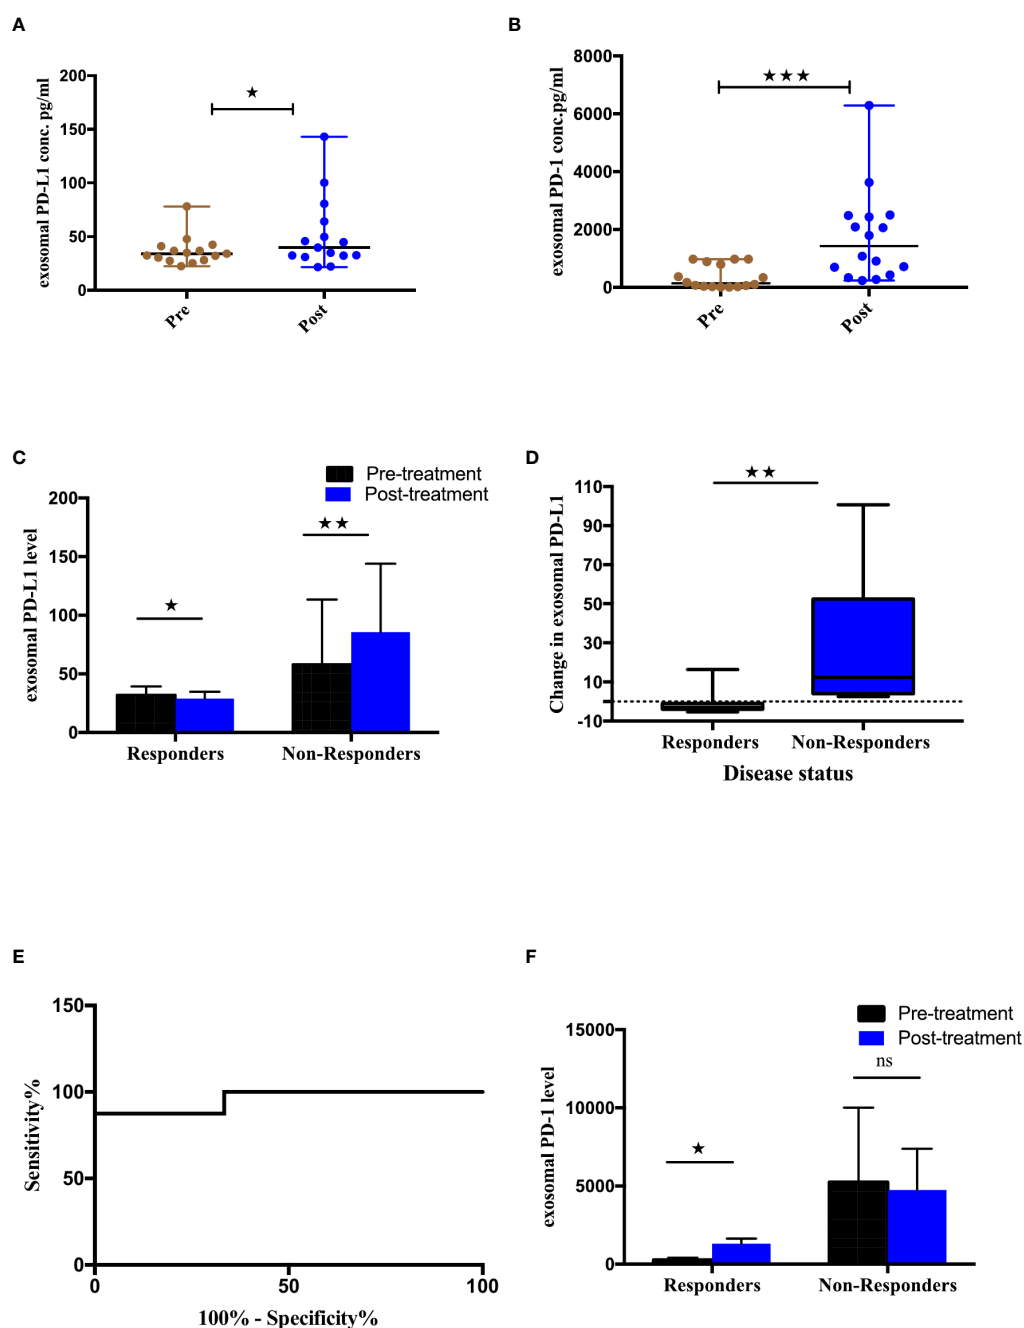 A
exosomal PD-L1 conc. pg/ml
200
150
100
50
0
★
Pre
Post
B
exosomal PD-1 conc.pg/ml
8000
6000
4000
2000
0
★★★
Pre
Post
C
Pre-treatment
Post-treatment
exosomal PD-L1 level
200
150
100
50
0
★
★★
Responders
Non-Responders
D
Change in exosomal PD-L1
110
90
70
50
30
10
-10
★★
Responders
Non-Responders
Disease status
E
Sensitivity%
150
100
50
0
0
50
100
100% - Specificity%
F
Pre-treatment
Post-treatment
exosomal PD-1 level
15000
10000
5000
0
★
ns
Responders
Non-Responders